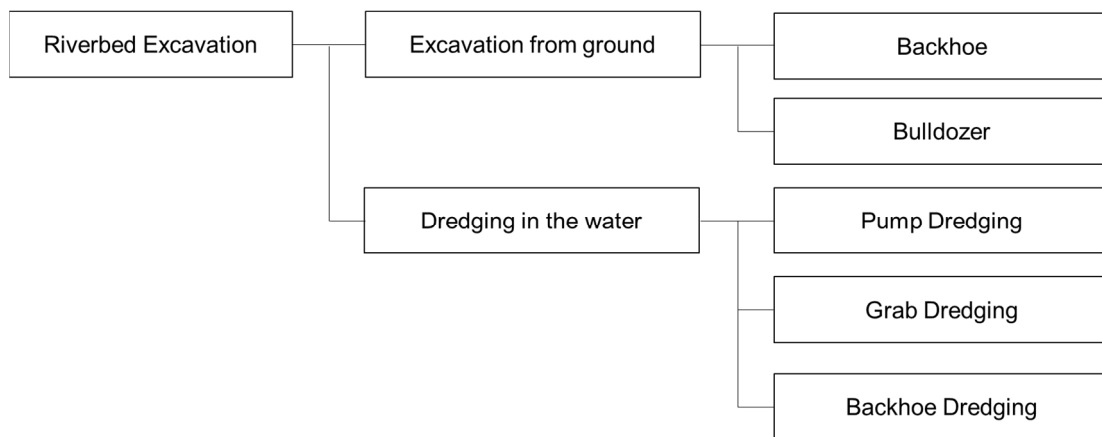 Riverbed Excavation
Excavation from ground
Backhoe
Bulldozer
Dredging in the water
Pump Dredging
Grab Dredging
Backhoe Dredging